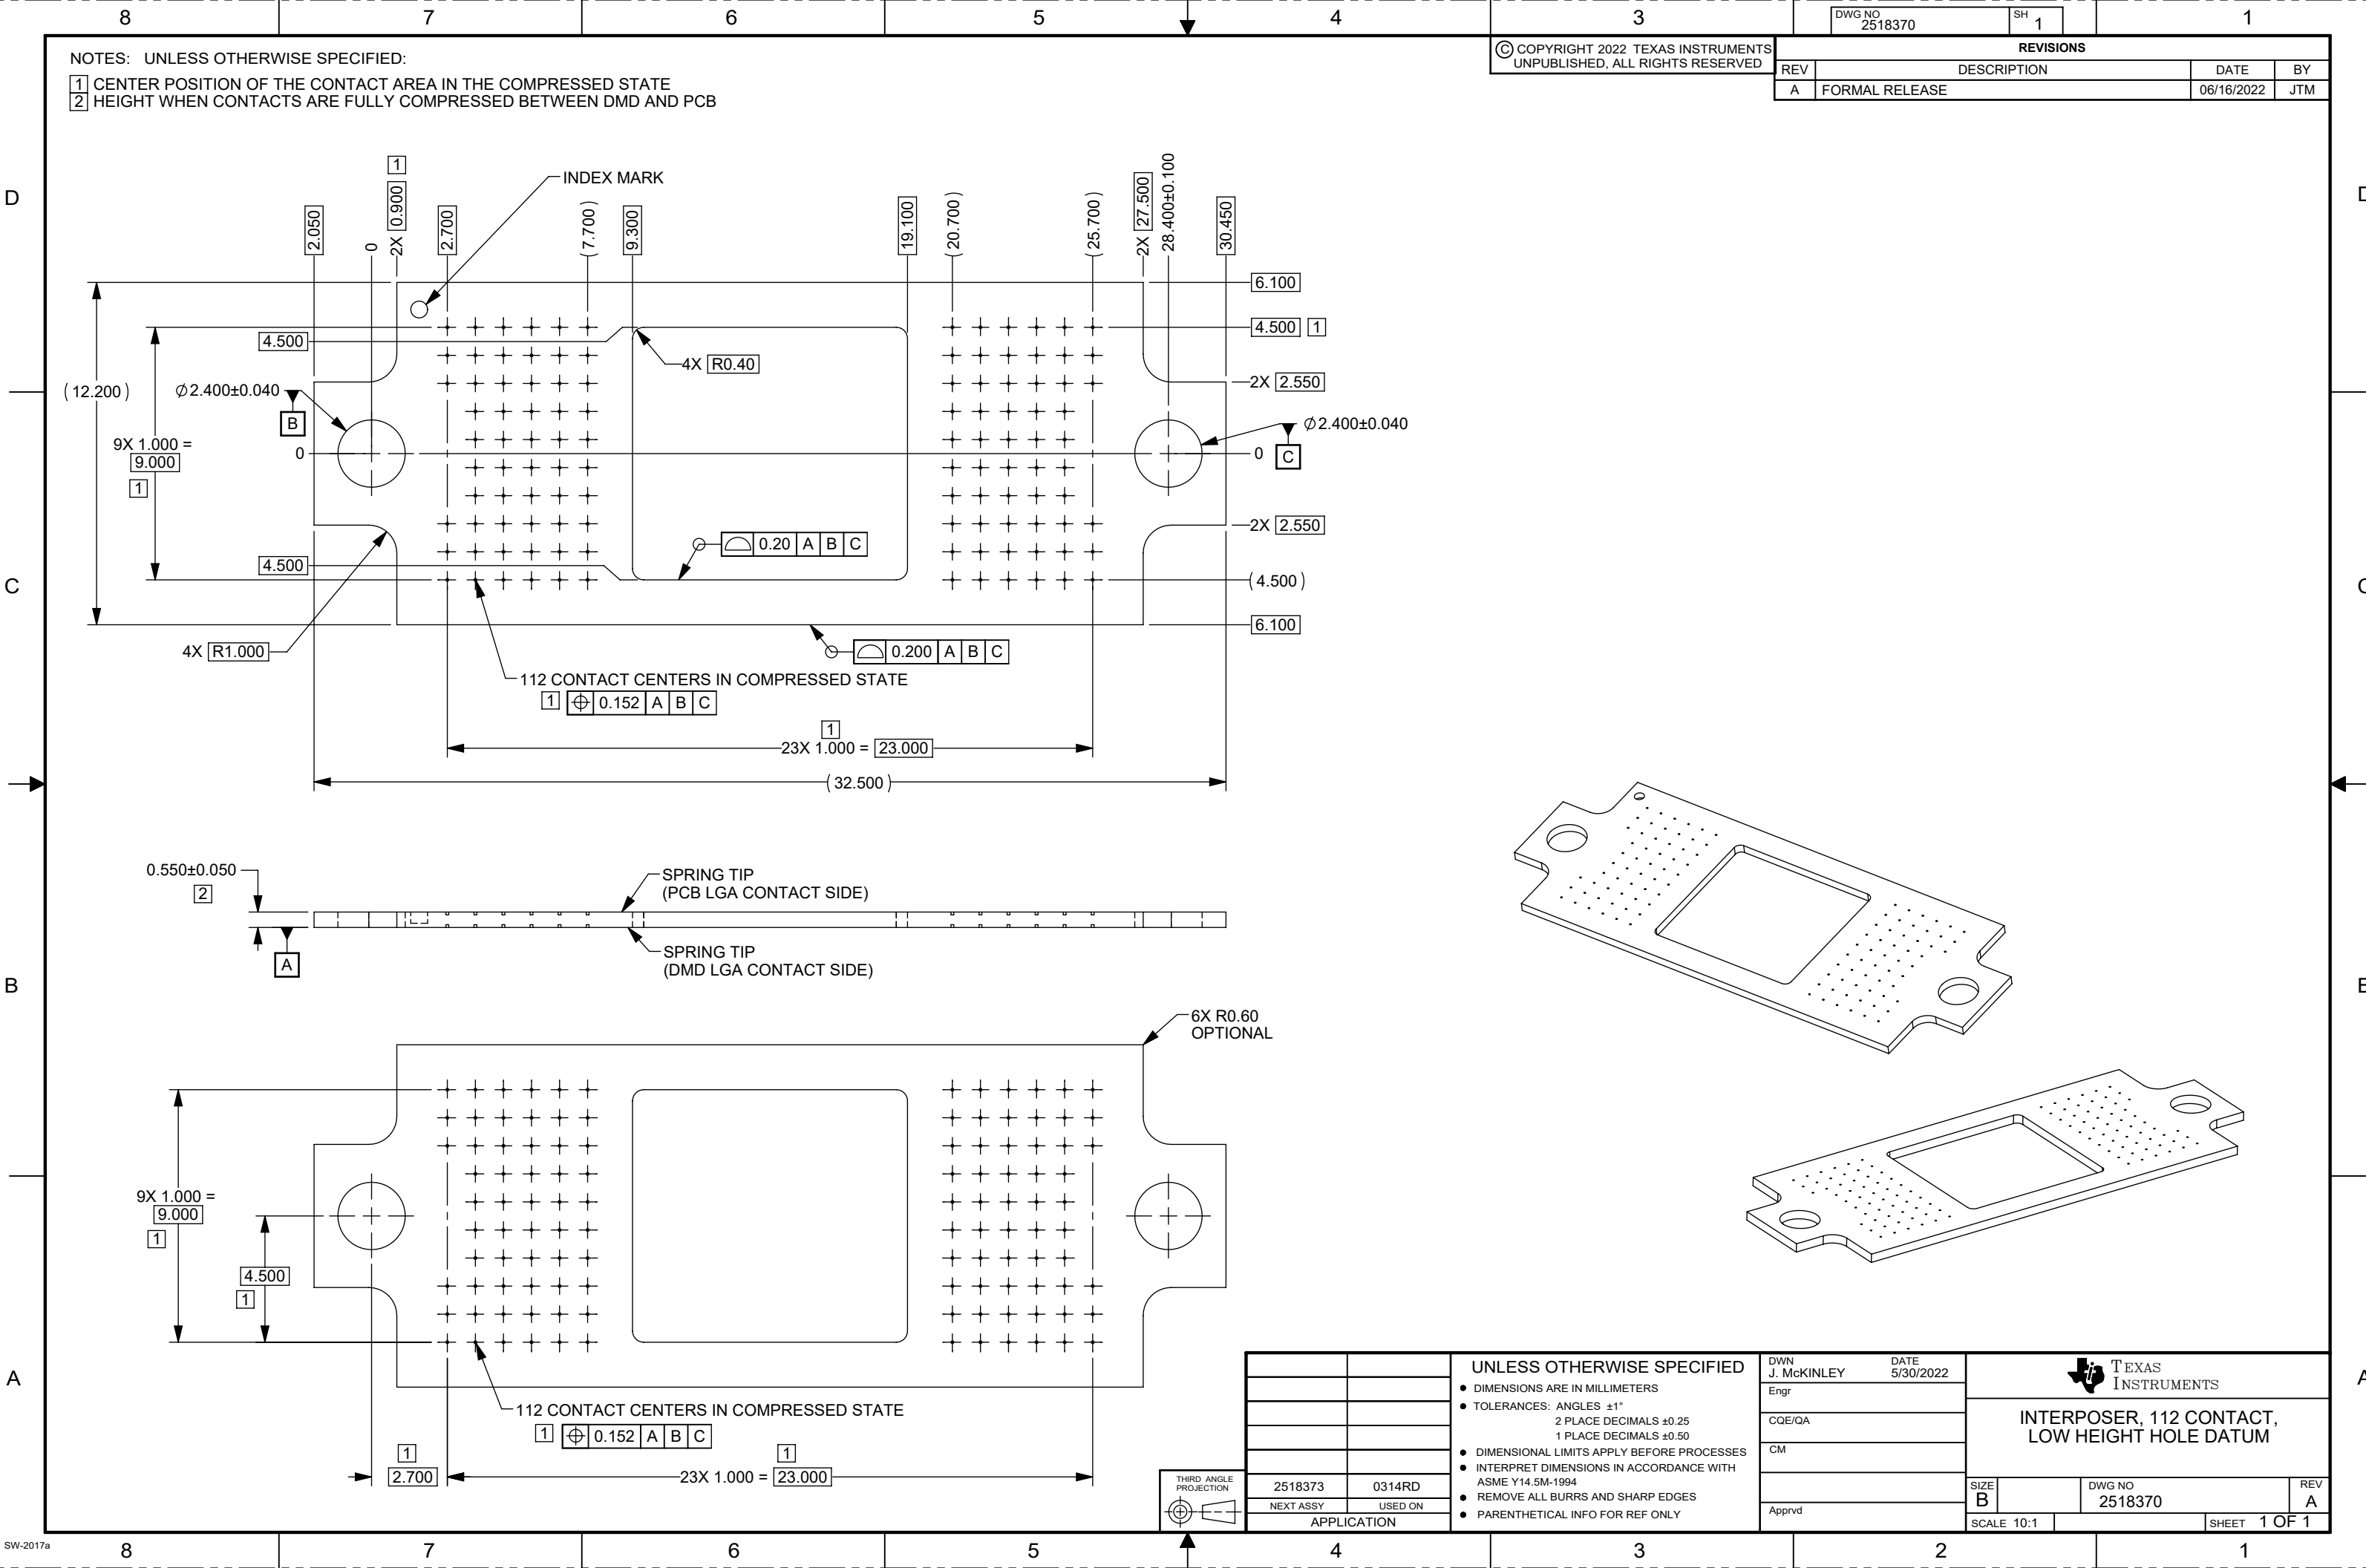 8 7 6 5 4 3 1
DWG NO
2518370
SH
1
© COPYRIGHT 2022 TEXAS INSTRUMENTS
UNPUBLISHED, ALL RIGHTS RESERVED
REVISIONS
REV DESCRIPTION DATE BY
A FORMAL RELEASE 06/16/2022 JTM
NOTES: UNLESS OTHERWISE SPECIFIED:
1 CENTER POSITION OF THE CONTACT AREA IN THE COMPRESSED STATE
2 HEIGHT WHEN CONTACTS ARE FULLY COMPRESSED BETWEEN DMD AND PCB
D
C
B
A
D
INDEX MARK
2.050
0
2X 0.900 1
2.700
(7.700)
9.300
19.100
(20.700)
(25.700)
2X 27.500
28.400±0.100
30.450
6.100
4.500 1
2X 2.550
Ø2.400±0.040
0 C
2X 2.550
(4.500)
6.100
4.500
4X R0.40
(12.200)
Ø2.400±0.040
B
9X 1.000 =
9.000
1
0
0.20 A B C
4.500
4X R1.000
0.200 A B C
112 CONTACT CENTERS IN COMPRESSED STATE
1 ⌖ 0.152 A B C
1
23X 1.000 = 23.000
(32.500)
0.550±0.050
2
SPRING TIP
(PCB LGA CONTACT SIDE)
A
SPRING TIP
(DMD LGA CONTACT SIDE)
6X R0.60
OPTIONAL
9X 1.000 =
9.000
1
4.500
1
112 CONTACT CENTERS IN COMPRESSED STATE
1 ⌖ 0.152 A B C
1
2.700
1
23X 1.000 = 23.000
THIRD ANGLE
PROJECTION
2518373 0314RD
NEXT ASSY USED ON
APPLICATION
UNLESS OTHERWISE SPECIFIED
● DIMENSIONS ARE IN MILLIMETERS
● TOLERANCES: ANGLES ±1°
2 PLACE DECIMALS ±0.25
1 PLACE DECIMALS ±0.50
● DIMENSIONAL LIMITS APPLY BEFORE PROCESSES
● INTERPRET DIMENSIONS IN ACCORDANCE WITH
ASME Y14.5M-1994
● REMOVE ALL BURRS AND SHARP EDGES
● PARENTHETICAL INFO FOR REF ONLY
DWN DATE
J. McKINLEY 5/30/2022
Engr
CQE/QA
CM
Apprvd
TEXAS
INSTRUMENTS
INTERPOSER, 112 CONTACT,
LOW HEIGHT HOLE DATUM
SIZE
B
DWG NO
2518370
REV
A
SCALE 10:1
SHEET 1 OF 1
SW-2017a
8 7 6 5 4 3 2 1